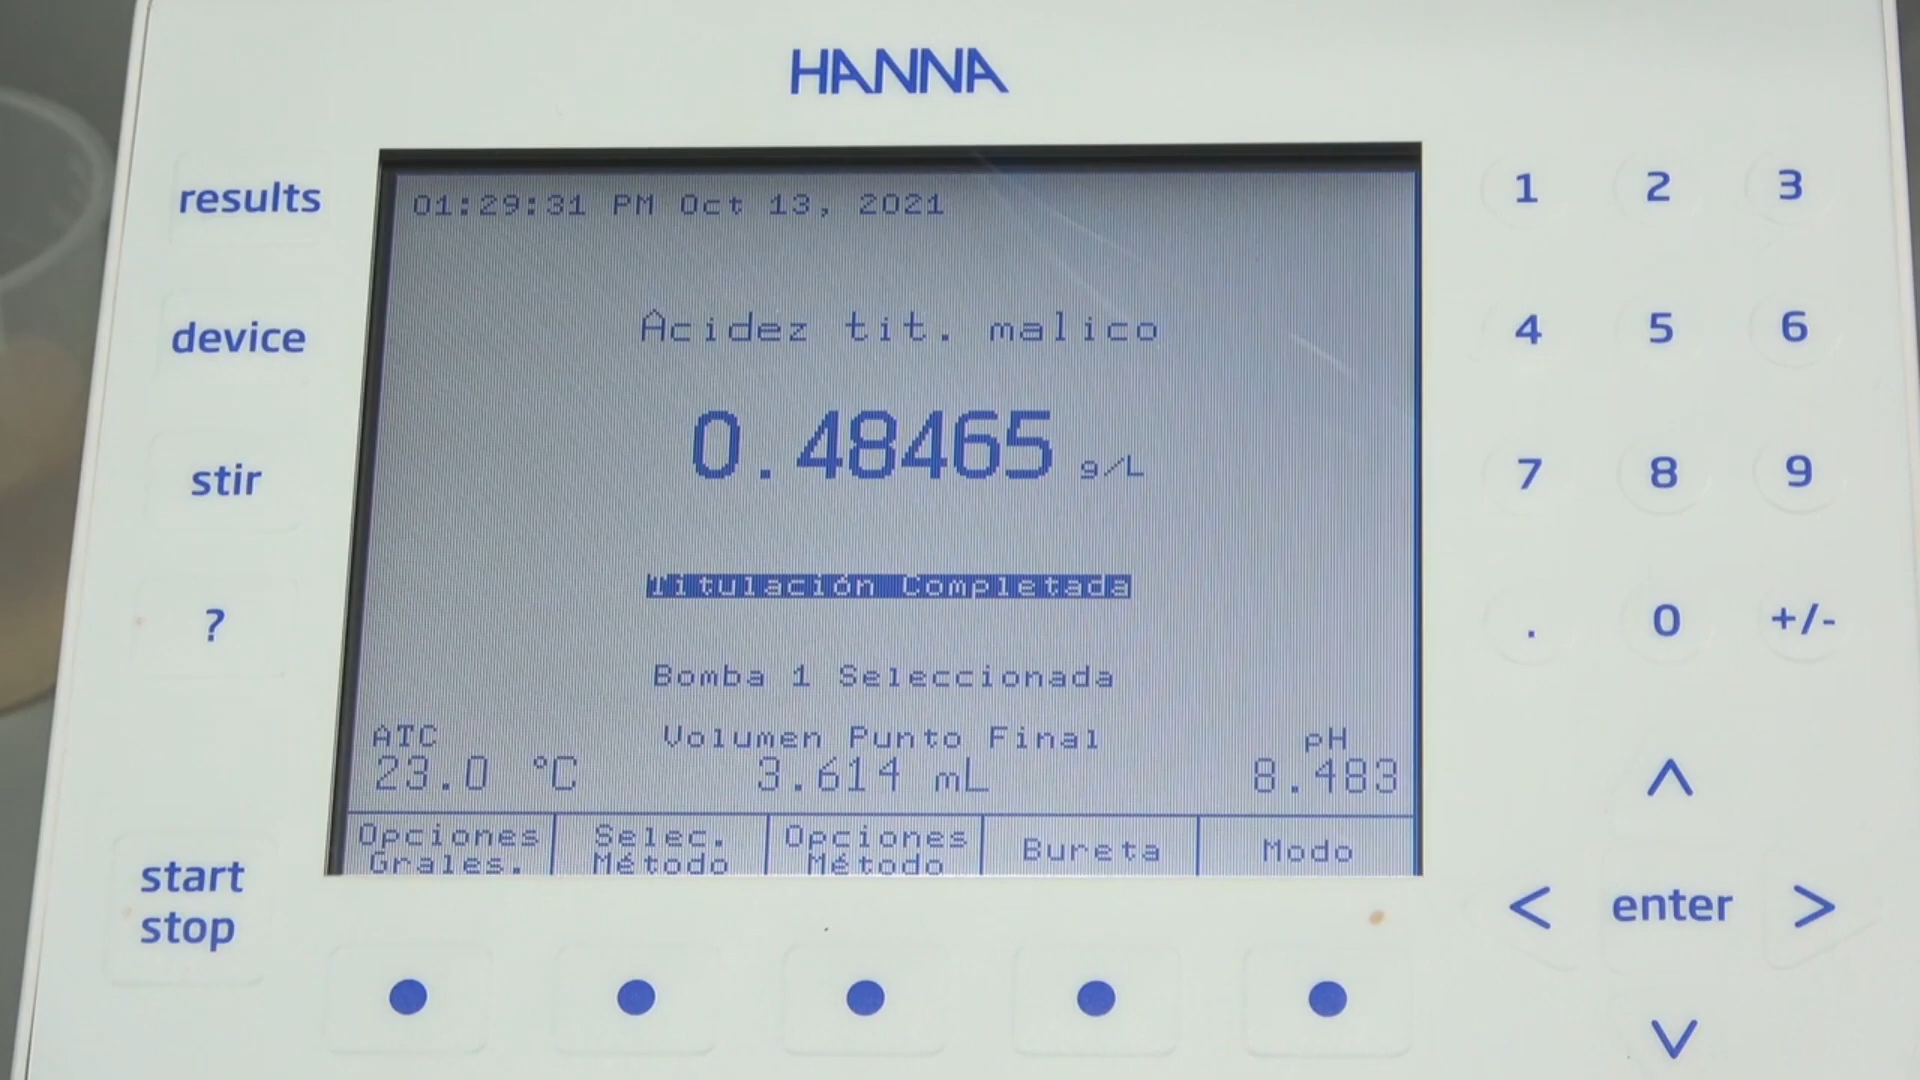 HANNA
results
device
stir
?
start
stop
01:29:31 PM Oct 13, 2021
Acidez tit. malico
0.48465 g/L
Titulación Completada
Bomba 1 Seleccionada
ATC
23.0 °C
Volumen Punto Final
3.614 mL
pH
8.483
Opciones
Grales.
Selec.
Método
Opciones
Método
Bureta
Modo
1 2 3
4 5 6
7 8 9
. 0 +/-
< enter >